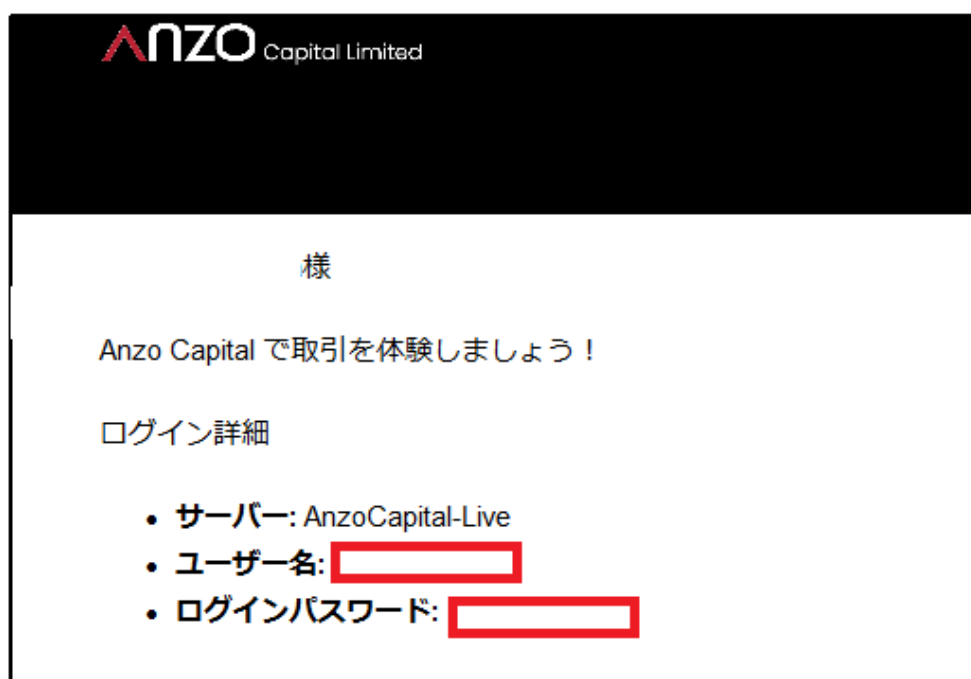 ANZO Capital Limited
様
Anzo Capital で取引を体験しましょう！
ログイン詳細
• サーバー: AnzoCapital-Live
• ユーザー名:
• ログインパスワード: